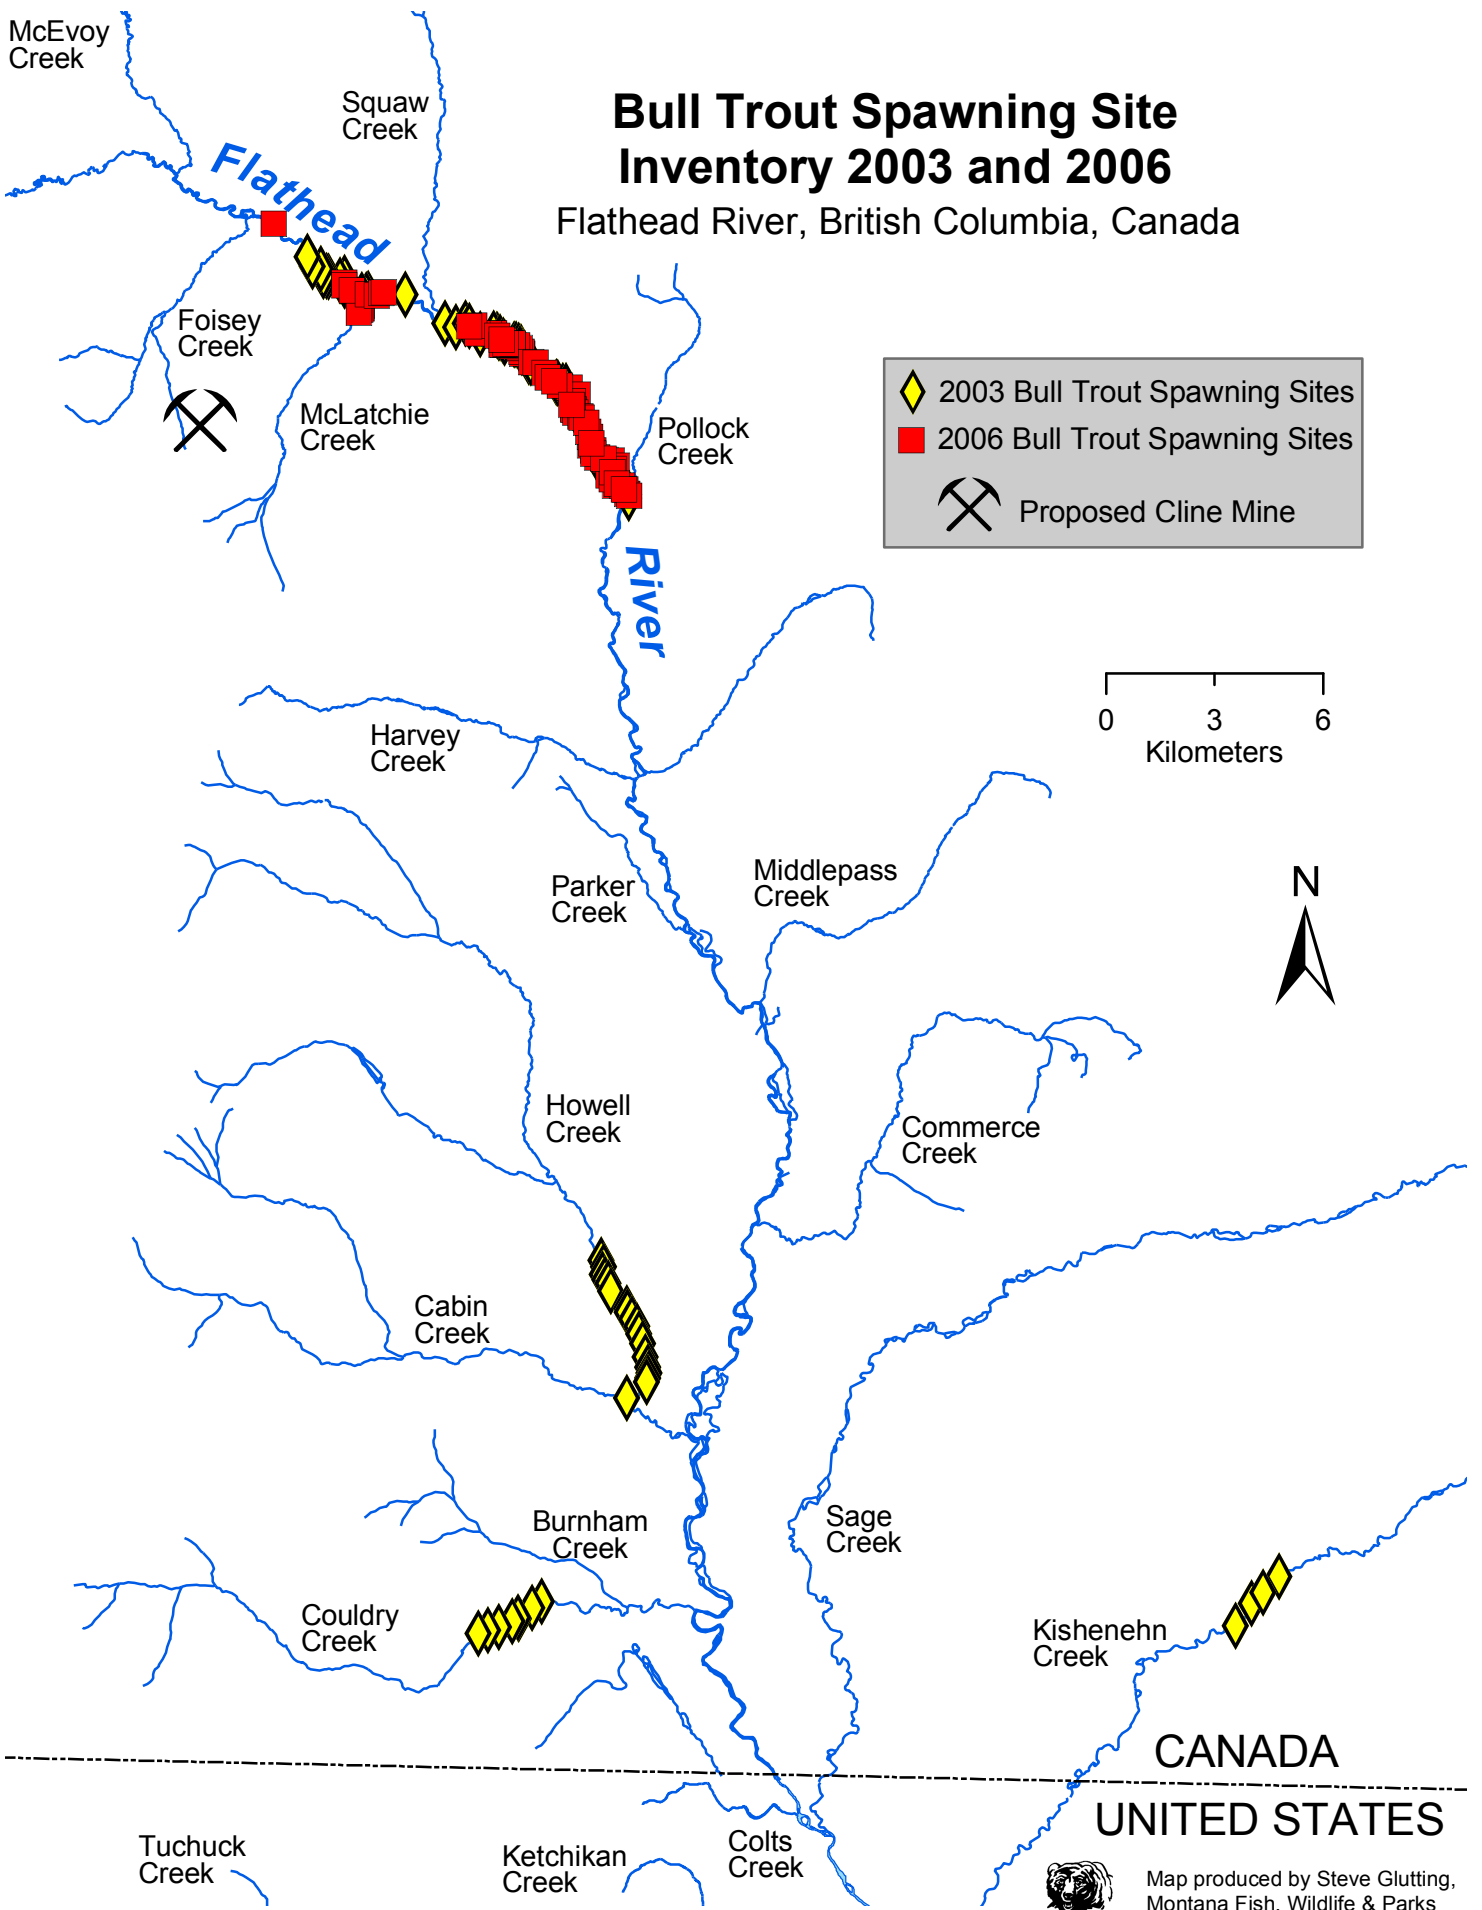 McEvoy
Creek
Squaw
Creek
Bull Trout Spawning Site
Inventory 2003 and 2006
Flathead River, British Columbia, Canada
Flathead
Foisey
Creek
McLatchie
Creek
Pollock
Creek
2003 Bull Trout Spawning Sites
2006 Bull Trout Spawning Sites
Proposed Cline Mine
River
0 3 6
Kilometers
Harvey
Creek
Parker
Creek
Middlepass
Creek
N
Howell
Creek
Commerce
Creek
Cabin
Creek
Burnham
Creek
Sage
Creek
Couldry
Creek
Kishenehn
Creek
CANADA
UNITED STATES
Tuchuck
Creek
Ketchikan
Creek
Colts
Creek
Map produced by Steve Glutting,
Montana Fish, Wildlife & Parks